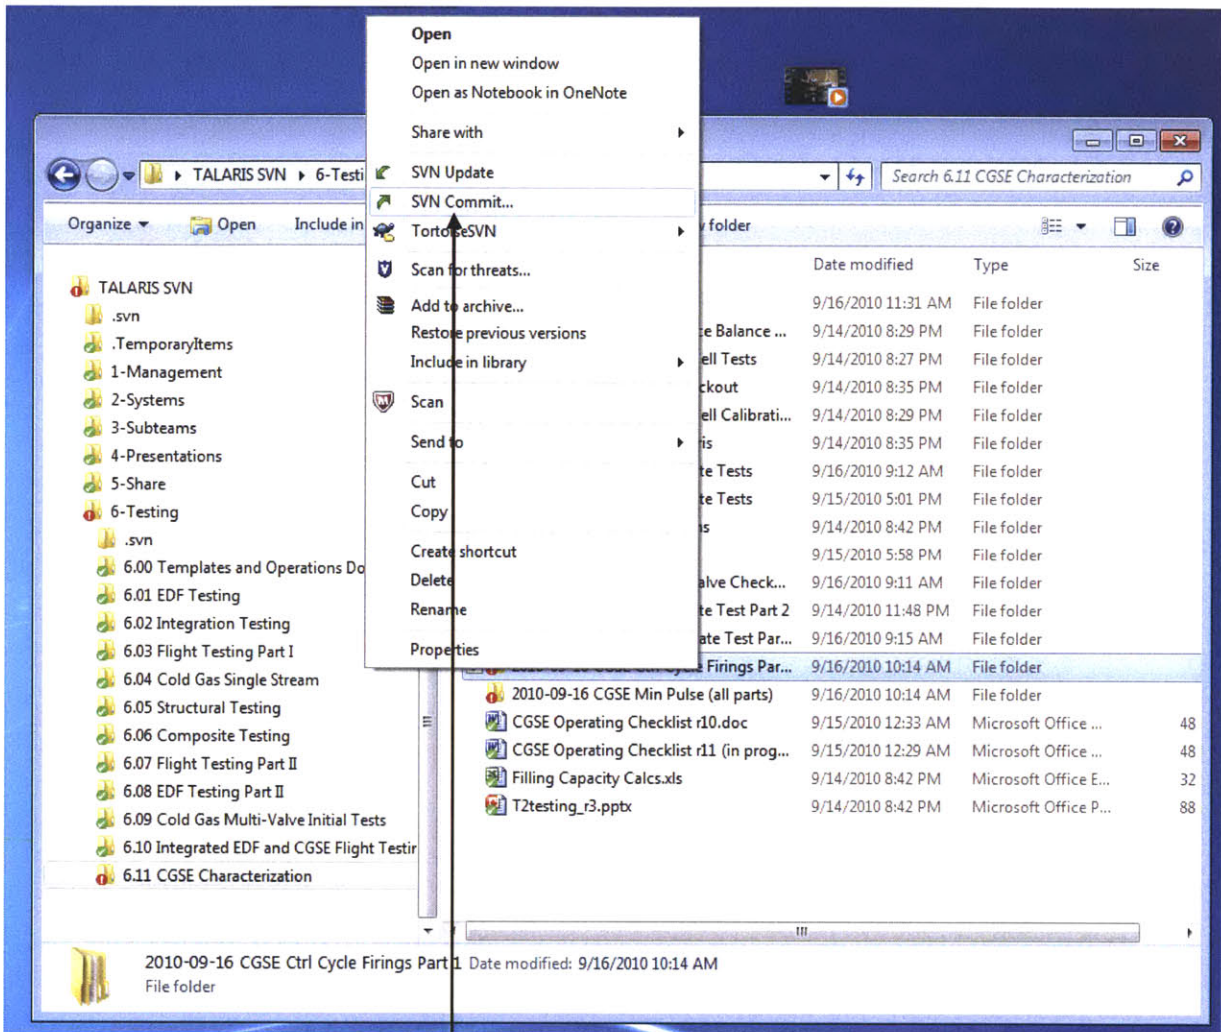 Open
Open in new window
Open as Notebook in OneNote
Share with
SVN Update
SVN Commit...
TortoiseSVN
Scan for threats...
Add to archive...
Restore previous versions
Include in library
Scan
Send to
Cut
Copy
Create shortcut
Delete
Rename
Properties
TALARIS SVN 6-Testi
Search 6.11 CGSE Characterization
Organize Open Include in folder
TALARIS SVN
.svn
.TemporaryItems
1-Management
2-Systems
3-Subteams
4-Presentations
5-Share
6-Testing
.svn
6.00 Templates and Operations Do
6.01 EDF Testing
6.02 Integration Testing
6.03 Flight Testing Part I
6.04 Cold Gas Single Stream
6.05 Structural Testing
6.06 Composite Testing
6.07 Flight Testing Part II
6.08 EDF Testing Part II
6.09 Cold Gas Multi-Valve Initial Tests
6.10 Integrated EDF and CGSE Flight Testin
6.11 CGSE Characterization
Date modified Type Size
9/16/2010 11:31 AM File folder
ce Balance ... 9/14/2010 8:29 PM File folder
ell Tests 9/14/2010 8:27 PM File folder
ckout 9/14/2010 8:35 PM File folder
ell Calibrati... 9/14/2010 8:29 PM File folder
ris 9/14/2010 8:35 PM File folder
te Tests 9/16/2010 9:12 AM File folder
te Tests 9/15/2010 5:01 PM File folder
ns 9/14/2010 8:42 PM File folder
9/15/2010 5:58 PM File folder
alve Check... 9/16/2010 9:11 AM File folder
te Test Part 2 9/14/2010 11:48 PM File folder
ate Test Par... 9/16/2010 9:15 AM File folder
2010-09-16 CGSE Ctrl Cycle Firings Par... 9/16/2010 10:14 AM File folder
2010-09-16 CGSE Min Pulse (all parts) 9/16/2010 10:14 AM File folder
CGSE Operating Checklist r10.doc 9/15/2010 12:33 AM Microsoft Office ... 48
CGSE Operating Checklist r11 (in prog... 9/15/2010 12:29 AM Microsoft Office ... 48
Filling Capacity Calcs.xls 9/14/2010 8:42 PM Microsoft Office E... 32
T2testing_r3.pptx 9/14/2010 8:42 PM Microsoft Office P... 88
2010-09-16 CGSE Ctrl Cycle Firings Part 1 Date modified: 9/16/2010 10:14 AM
File folder